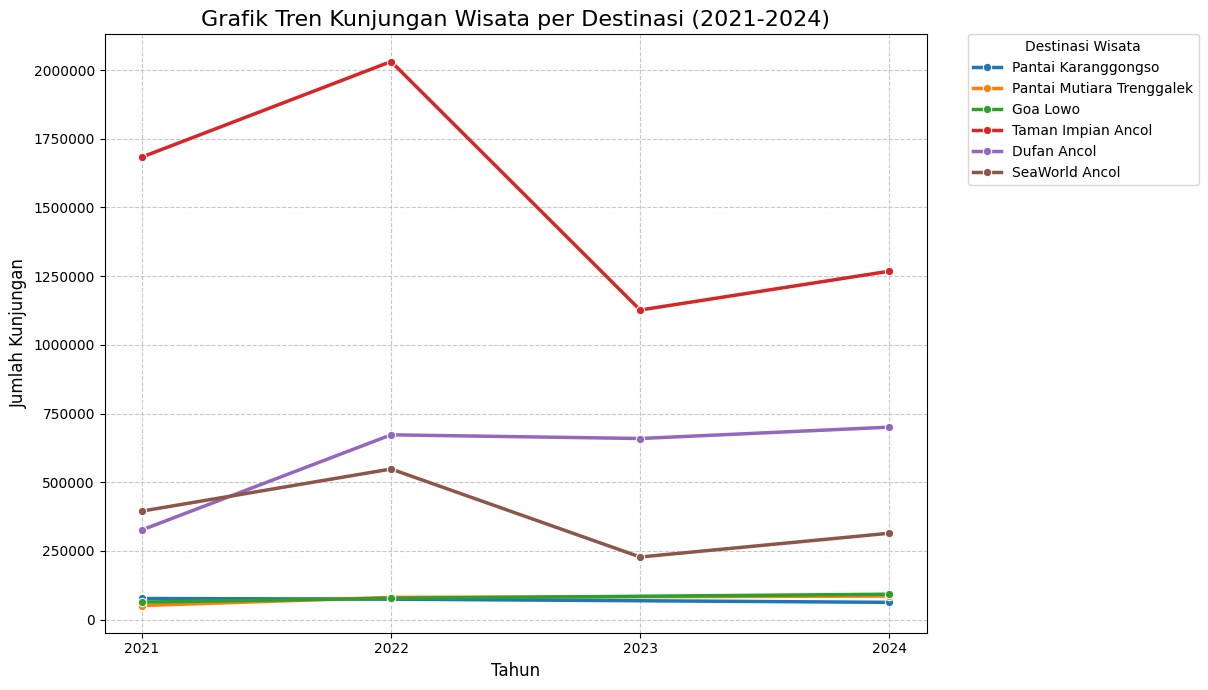 Grafik Tren Kunjungan Wisata per Destinasi (2021-2024)
Destinasi Wisata
Pantai Karanggongso
Pantai Mutiara Trenggalek
Goa Lowo
Taman Impian Ancol
Dufan Ancol
SeaWorld Ancol
Jumlah Kunjungan
2000000
1750000
1500000
1250000
1000000
750000
500000
250000
0
2021
2022
2023
2024
Tahun